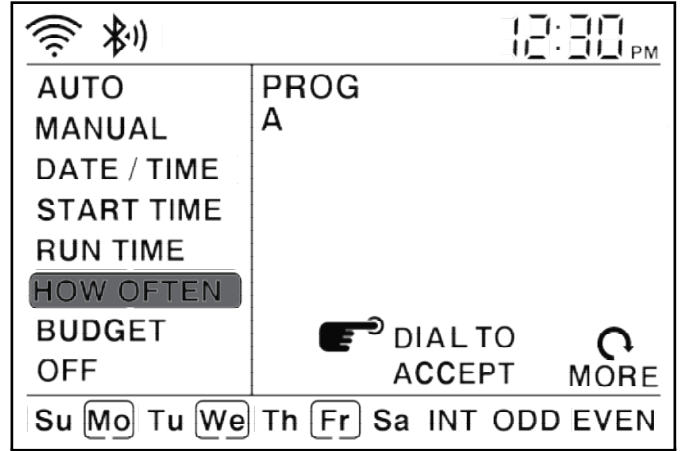 12:30 PM
AUTO
MANUAL
DATE / TIME
START TIME
RUN TIME
HOW OFTEN
BUDGET
OFF
PROG
A
DIAL TO
ACCEPT
MORE
Su Mo Tu We Th Fr Sa INT ODD EVEN